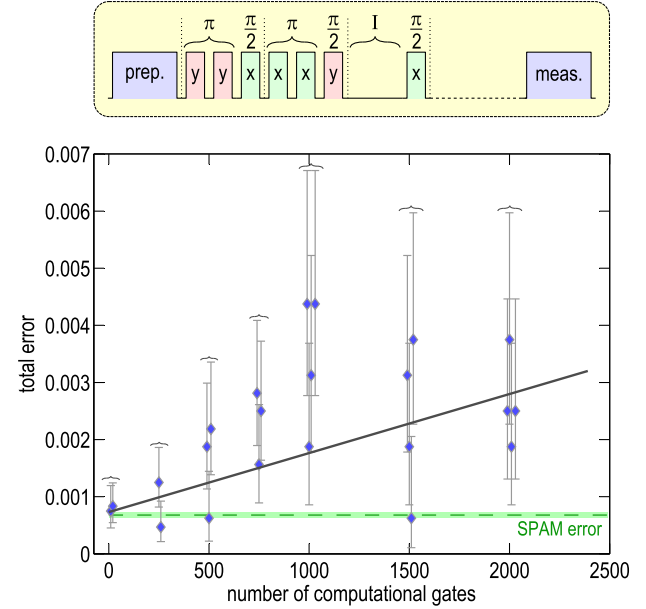 π π/2 π π/2 I π/2
prep. y y x x x y x meas.
0.007
0.006
0.005
0.004
0.003
0.002
0.001
0
total error
SPAM error
0 500 1000 1500 2000 2500
number of computational gates